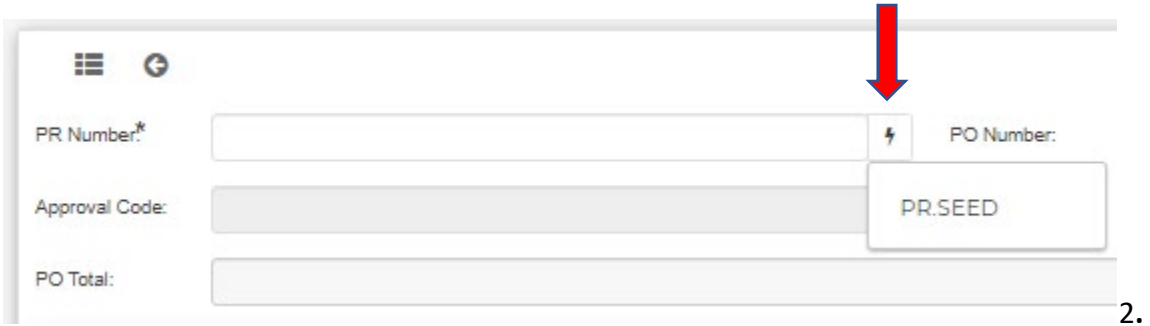 PR Number:* PO Number:
Approval Code: PR.SEED
PO Total:
2.